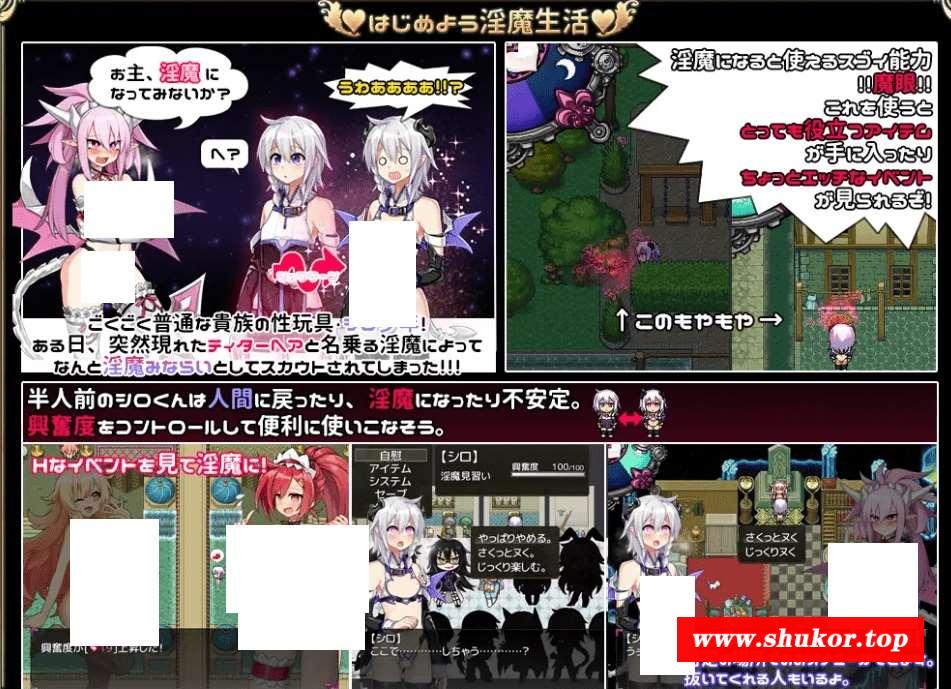 はじめよう淫魔生活
お主、淫魔に
なってみないか?
へ?
うわああああ!!?
ごくごく普通な貴族の性玩具
ある日、突然現れたティターヘアと名乗る淫魔によって
なんと淫魔みならいとしてスカウトされてしまった!!!
淫魔になると使えるスゴイ能力
!!魔眼!!
これを使うと
とっても役立つアイテム
が手に入ったり
ちょっとエッチなイベント
が見られるぞ!
↑このもやもや→
半人前のシロくんは人間に戻ったり、淫魔になったり不安定。
興奮度をコントロールして便利に使いこなそう。
Hなイベントを見て淫魔に!
興奮度が
上昇した!
自慰
アイテム
システム
セーブ
【シロ】
淫魔見習い
興奮度 100/100
やっぱりやめる。
さくっとヌく。
じっくり楽しむ。
【シロ】
ここで…………しちゃう…………?
さくっとヌく
じっくりヌく
www.shukor.top
抜いてくれる人もいるよ。